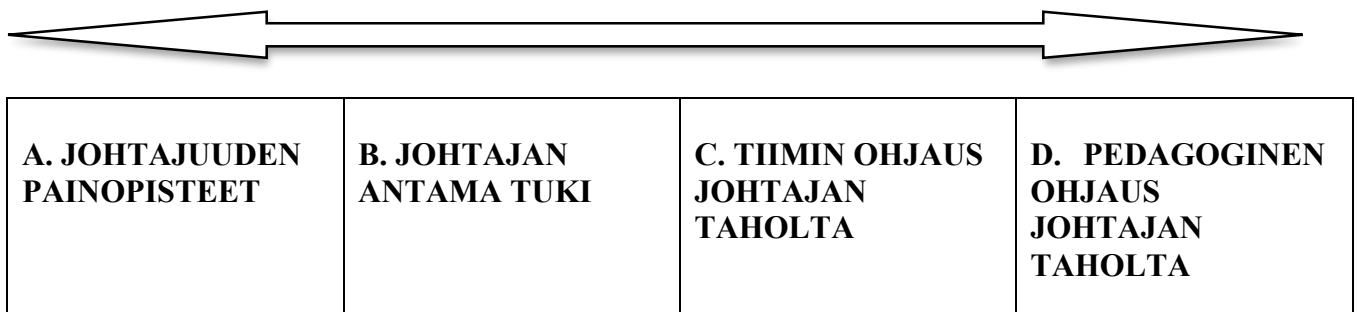 A. JOHTAJUUDEN
PAINOPISTEET
B. JOHTAJAN
ANTAMA TUKI
C. TIIMIN OHJAUS
JOHTAJAN
TAHOLTA
D. PEDAGOGINEN
OHJAUS
JOHTAJAN
TAHOLTA